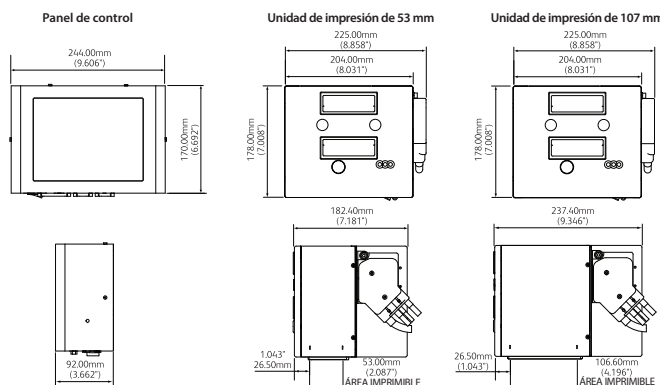 Panel de control
Unidad de impresión de 53 mm
Unidad de impresión de 107 mm
244.00mm
(9.606")
225.00mm
(8.858")
204.00mm
(8.031")
225.00mm
(8.858")
204.00mm
(8.031")
170.00mm
(6.692")
178.00mm
(7.008")
178.00mm
(7.008")
182.40mm
(7.181")
237.40mm
(9.346")
92.00mm
(3.662")
1.043"
26.50mm
53.00mm
(2.087")
ÁREA IMPRIMIBLE
26.50mm
(1.043")
106.60mm
(4.196")
ÁREA IMPRIMIBLE